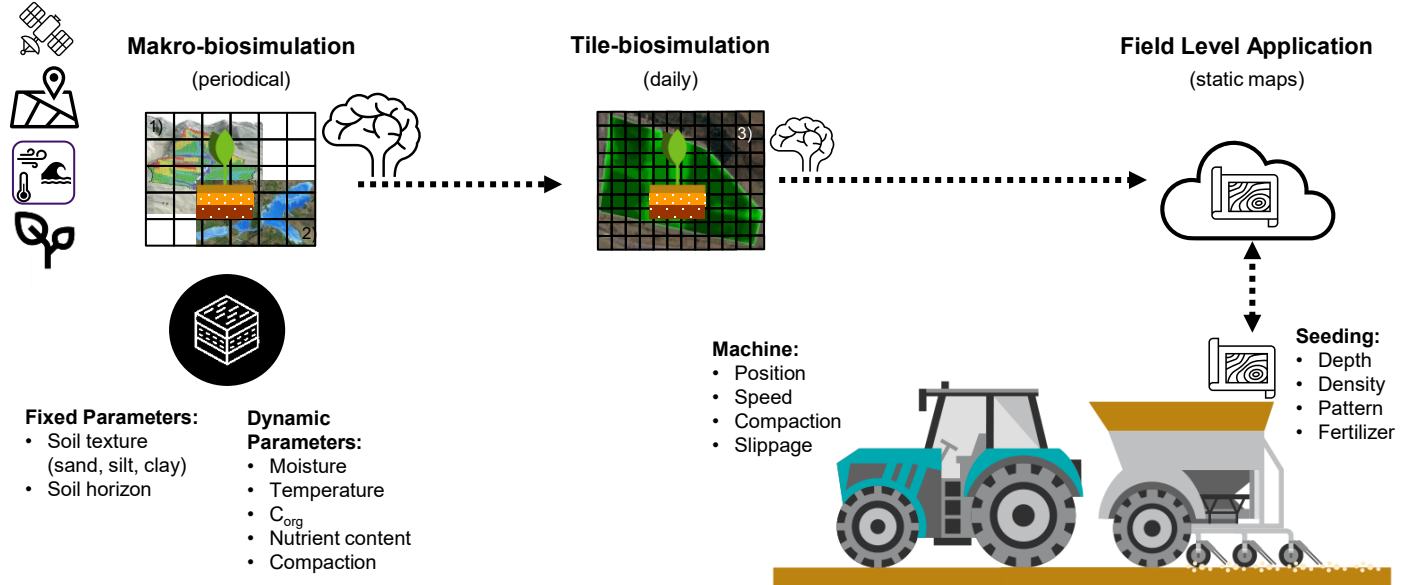 Makro-biosimulation
(periodical)
Tile-biosimulation
(daily)
Field Level Application
(static maps)
1)
2)
3)
Fixed Parameters:
• Soil texture
(sand, silt, clay)
• Soil horizon
Dynamic
Parameters:
• Moisture
• Temperature
• Corg
• Nutrient content
• Compaction
Machine:
• Position
• Speed
• Compaction
• Slippage
Seeding:
• Depth
• Density
• Pattern
• Fertilizer